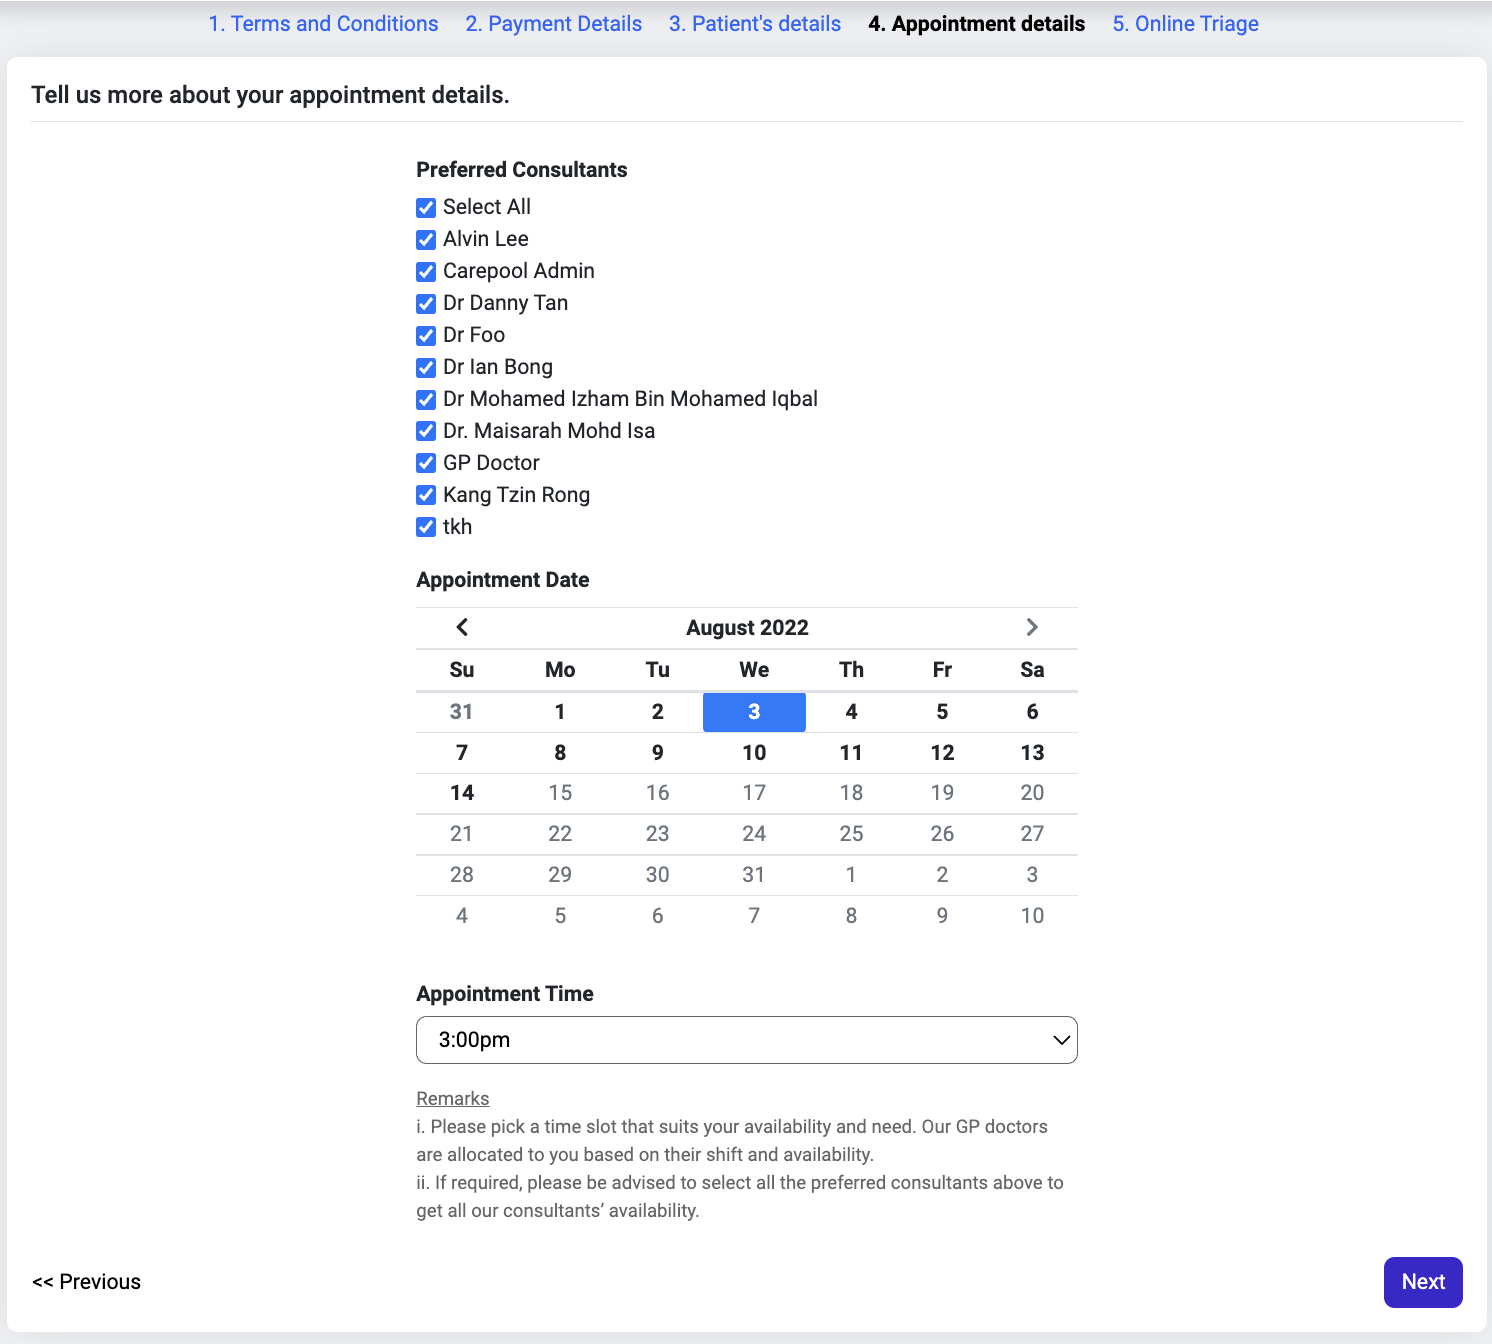 1. Terms and Conditions 2. Payment Details 3. Patient's details 4. Appointment details 5. Online Triage
Tell us more about your appointment details.
Preferred Consultants
Select All
Alvin Lee
Carepool Admin
Dr Danny Tan
Dr Foo
Dr Ian Bong
Dr Mohamed Izham Bin Mohamed Iqbal
Dr. Maisarah Mohd Isa
GP Doctor
Kang Tzin Rong
tkh
Appointment Date
August 2022
Su Mo Tu We Th Fr Sa
31 1 2 3 4 5 6
7 8 9 10 11 12 13
14 15 16 17 18 19 20
21 22 23 24 25 26 27
28 29 30 31 1 2 3
4 5 6 7 8 9 10
Appointment Time
3:00pm
Remarks
i. Please pick a time slot that suits your availability and need. Our GP doctors
are allocated to you based on their shift and availability.
ii. If required, please be advised to select all the preferred consultants above to
get all our consultants’ availability.
<< Previous
Next